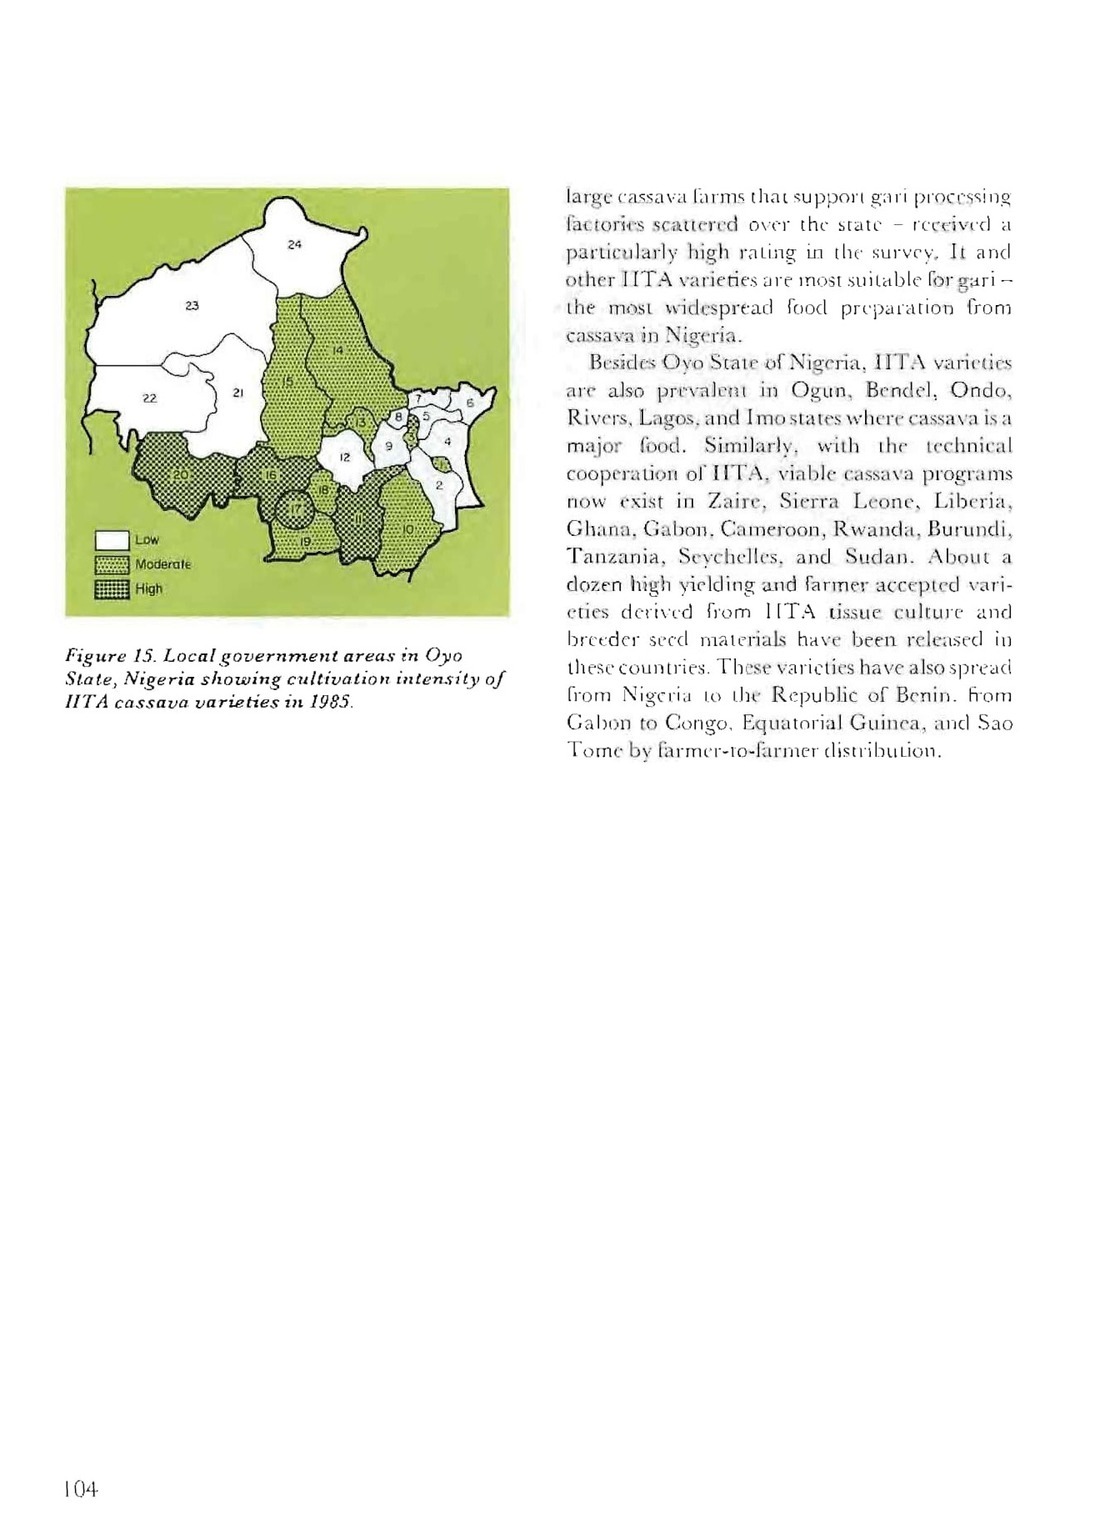 24
23
14
15
22
21
7
6
8
5
13
4
9
12
20
16
2
18
17
11
10
19
Low
Moderate
High
Figure 15. Local government areas in Oyo
State, Nigeria showing cultivation intensity of
IITA cassava varieties in 1985.
large cassava farms that support gari processing
factories scattered over the state – received a
particularly high rating in the survey. It and
other IITA varieties are most suitable for gari –
the most widespread food preparation from
cassava in Nigeria.
Besides Oyo State of Nigeria, IITA varieties
are also prevalent in Ogun, Bendel, Ondo,
Rivers, Lagos, and Imo states where cassava is a
major food. Similarly, with the technical
cooperation of IITA, viable cassava programs
now exist in Zaire, Sierra Leone, Liberia,
Ghana, Gabon, Cameroon, Rwanda, Burundi,
Tanzania, Seychelles, and Sudan. About a
dozen high yielding and farmer accepted vari-
eties derived from IITA tissue culture and
breeder seed materials have been released in
these countries. These varieties have also spread
from Nigeria to the Republic of Benin. from
Gabon to Congo, Equatorial Guinea, and Sao
Tome by farmer-to-farmer distribution.
104